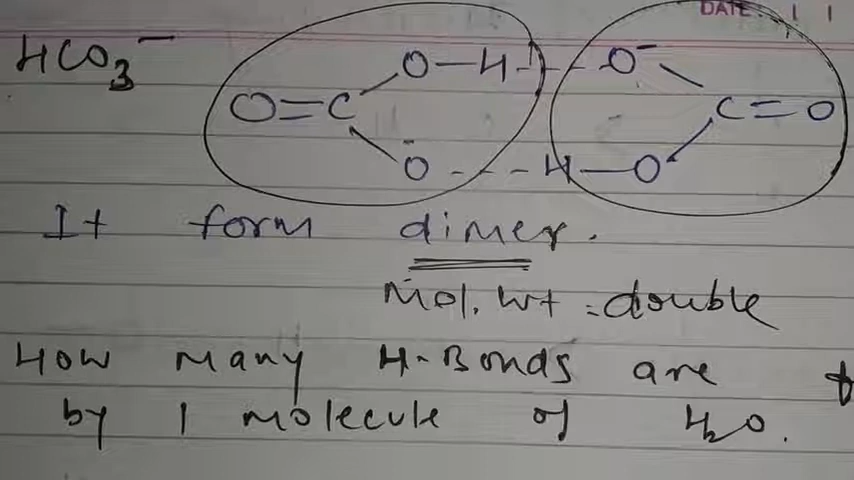 DATE
HCO₃⁻
O=C O—H---O⁻ C=O
O⁻---H—O
It form dimer.
Mol. wt = double
How many H-Bonds are
by 1 molecule of H₂O.